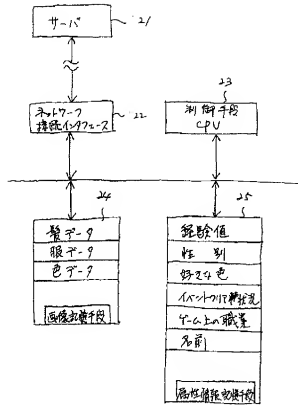 サーバ
21
ネットワーク
接続インタフェース
22
23
制御手段
CPU
24
髪データ
服データ
色データ
画像記憶手段
25
経験値
性別
好きな色
イベントクリア状況
ゲーム上の職業
名前
属性情報記憶手段